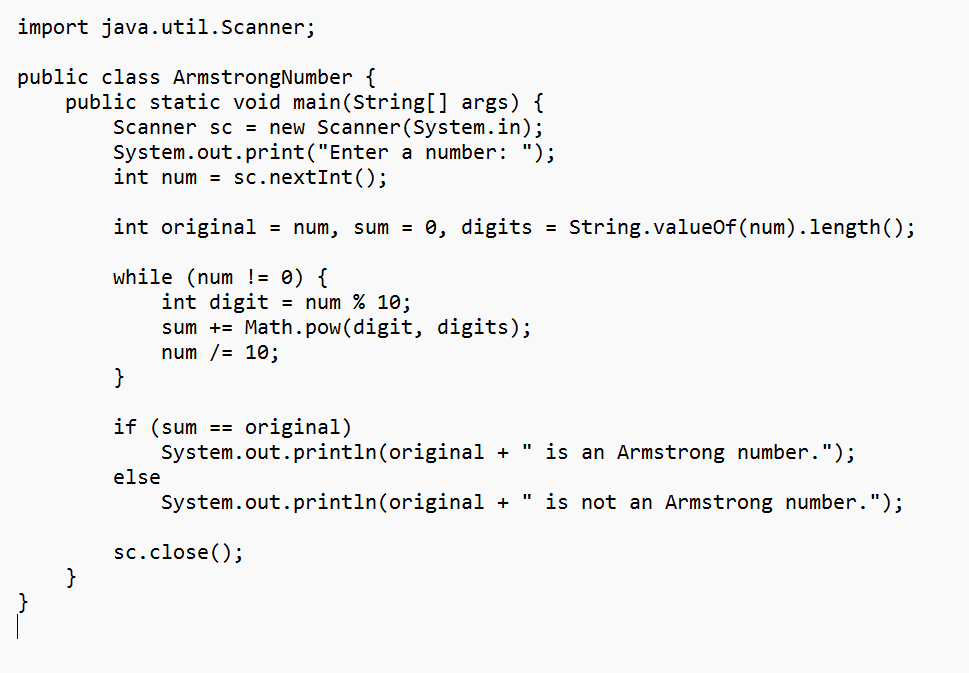 import java.util.Scanner;

public class ArmstrongNumber {
    public static void main(String[] args) {
        Scanner sc = new Scanner(System.in);
        System.out.print("Enter a number: ");
        int num = sc.nextInt();

        int original = num, sum = 0, digits = String.valueOf(num).length();

        while (num != 0) {
            int digit = num % 10;
            sum += Math.pow(digit, digits);
            num /= 10;
        }

        if (sum == original)
            System.out.println(original + " is an Armstrong number.");
        else
            System.out.println(original + " is not an Armstrong number.");

        sc.close();
    }
}